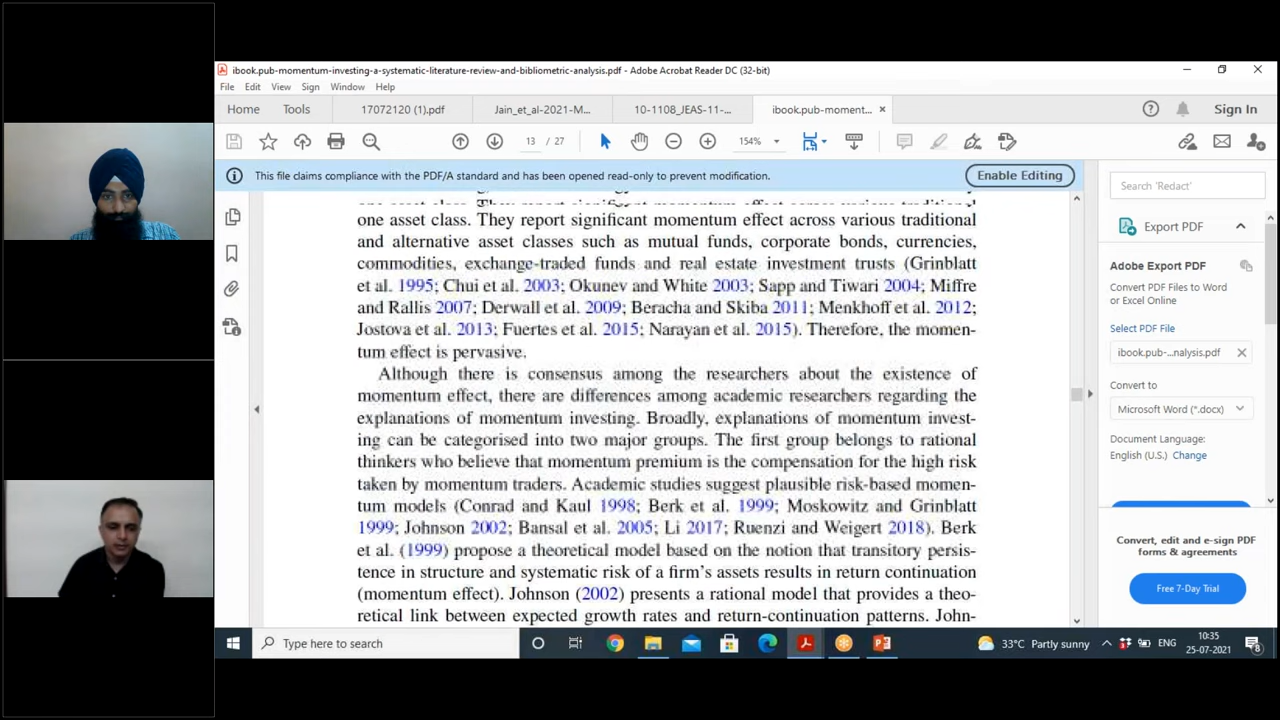 ibook.pub-momentum-investing-a-systematic-literature-review-and-bibliometric-analysis.pdf - Adobe Acrobat Reader DC (32-bit)
File Edit View Sign Window Help
Home Tools 17072120 (1).pdf Jain_et_al-2021-M... 10-1108_JEAS-11-... ibook.pub-moment... Sign In
13 / 27 154%
This file claims compliance with the PDF/A standard and has been opened read-only to prevent modification. Enable Editing
one asset class. They report significant momentum effect across various traditional
and alternative asset classes such as mutual funds, corporate bonds, currencies,
commodities, exchange-traded funds and real estate investment trusts (Grinblatt
et al. 1995; Chui et al. 2003; Okunev and White 2003; Sapp and Tiwari 2004; Miffre
and Rallis 2007; Derwall et al. 2009; Beracha and Skiba 2011; Menkhoff et al. 2012;
Jostova et al. 2013; Fuertes et al. 2015; Narayan et al. 2015). Therefore, the momen-
tum effect is pervasive.
Although there is consensus among the researchers about the existence of
momentum effect, there are differences among academic researchers regarding the
explanations of momentum investing. Broadly, explanations of momentum invest-
ing can be categorised into two major groups. The first group belongs to rational
thinkers who believe that momentum premium is the compensation for the high risk
taken by momentum traders. Academic studies suggest plausible risk-based momen-
tum models (Conrad and Kaul 1998; Berk et al. 1999; Moskowitz and Grinblatt
1999; Johnson 2002; Bansal et al. 2005; Li 2017; Ruenzi and Weigert 2018). Berk
et al. (1999) propose a theoretical model based on the notion that transitory persis-
tence in structure and systematic risk of a firm's assets results in return continuation
(momentum effect). Johnson (2002) presents a rational model that provides a theo-
retical link between expected growth rates and return-continuation patterns. John-
Search 'Redact'
Export PDF
Adobe Export PDF
Convert PDF Files to Word
or Excel Online
Select PDF File
ibook.pub-...nalysis.pdf
Convert to
Microsoft Word (*.docx)
Document Language:
English (U.S.) Change
Convert, edit and e-sign PDF
forms & agreements
Free 7-Day Trial
Type here to search
33°C Partly sunny
ENG
10:35
25-07-2021
8